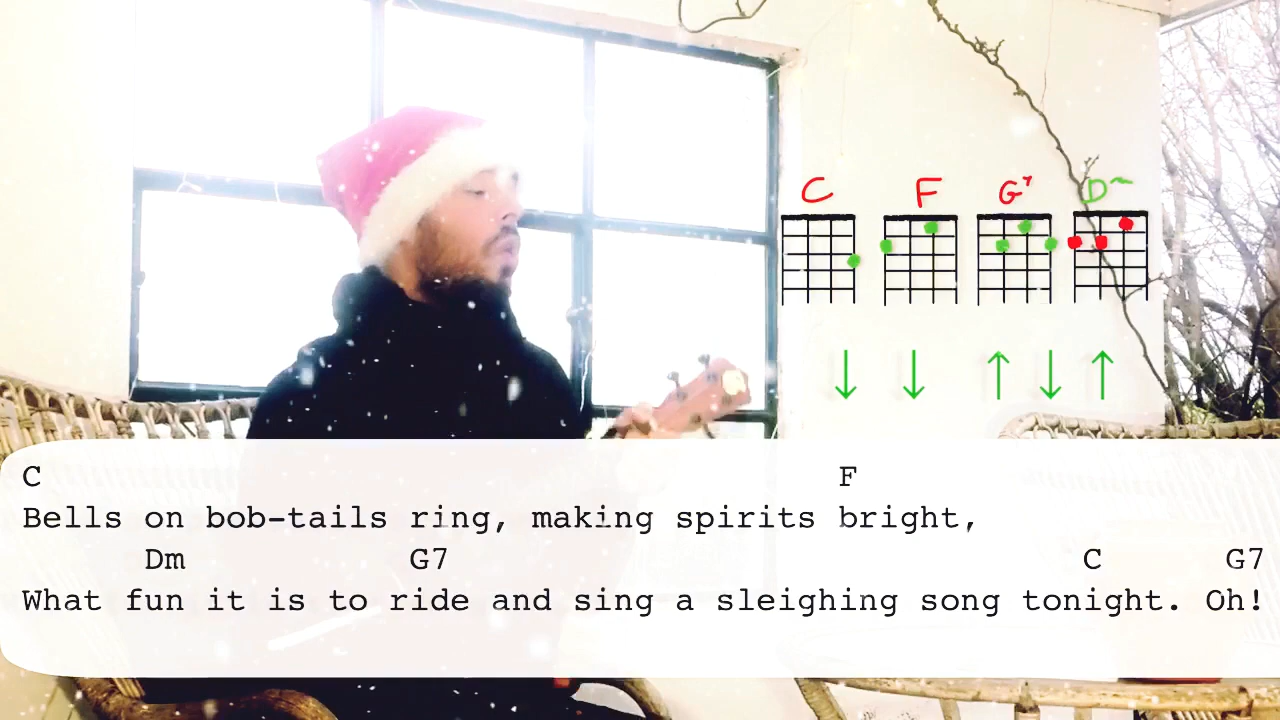 C F G7 Dm
C F
Bells on bob-tails ring, making spirits bright,
Dm G7 C G7
What fun it is to ride and sing a sleighing song tonight. Oh!